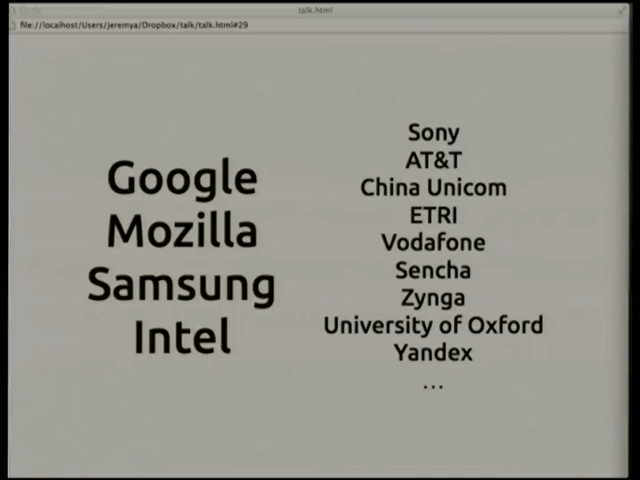 talk.html
file://localhost/Users/jeremya/Dropbox/talk/talk.html#29
Google
Mozilla
Samsung
Intel
Sony
AT&T
China Unicom
ETRI
Vodafone
Sencha
Zynga
University of Oxford
Yandex
...